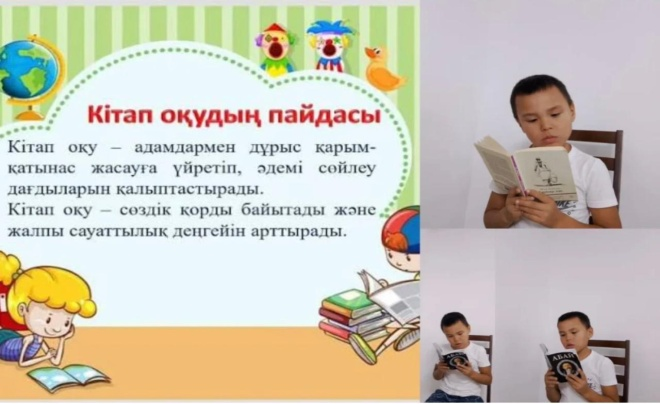 Кітап оқудың пайдасы
Кітап оқу – адамдармен дұрыс қарым-
қатынас жасауға үйретіп, әдемі сөйлеу
дағдыларын қалыптастырады.
Кітап оқу – сөздік қорды байытады және
жалпы сауаттылық деңгейін арттырады.
АБАЙ
АБАЙ